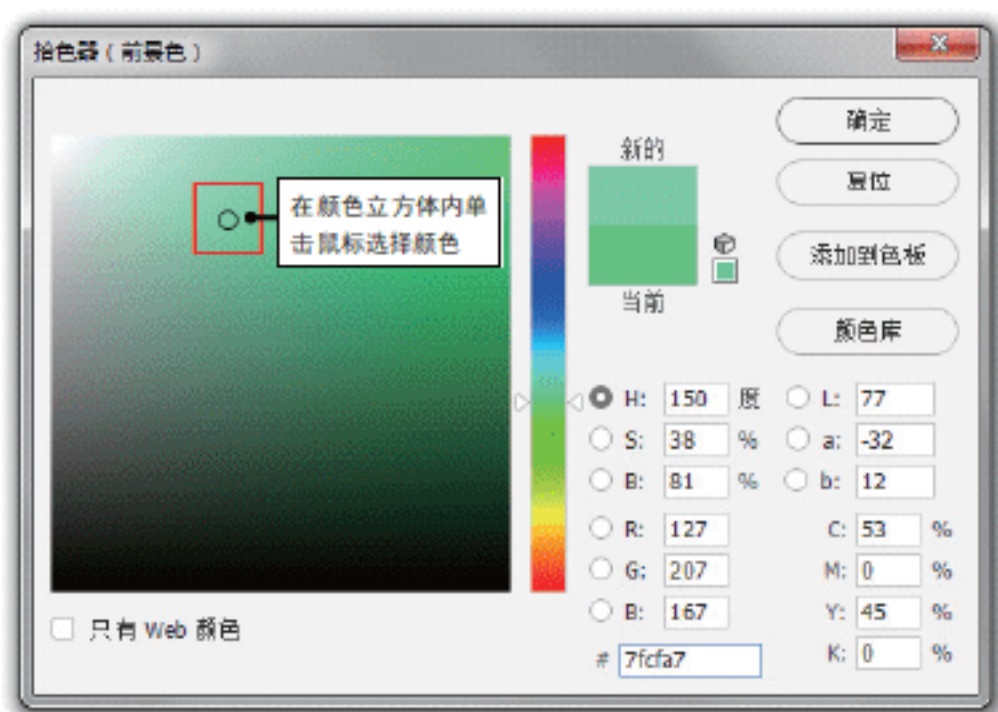 拾色器（前景色）
确定
新的
复位
在颜色立方体内单
击鼠标选择颜色
添加到色板
当前
颜色库
H: 150 度 L: 77
S: 38 % a: -32
B: 81 % b: 12
R: 127 C: 53 %
G: 207 M: 0 %
B: 167 Y: 45 %
只有 Web 颜色
# 7fcfa7 K: 0 %